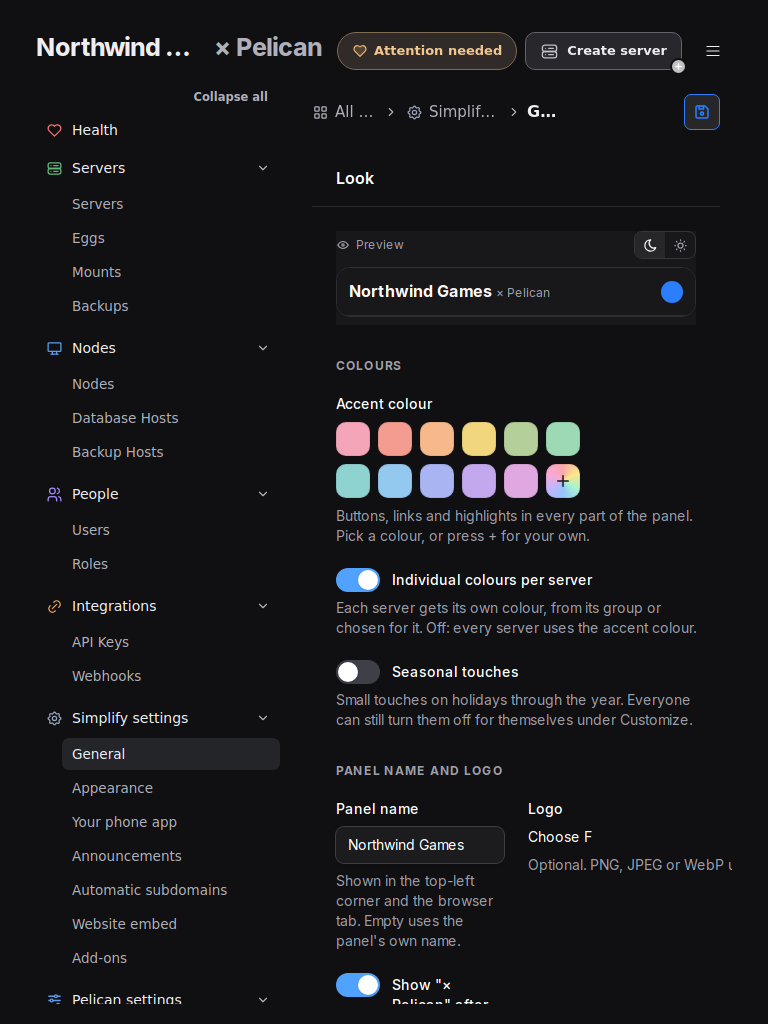 Northwind ... × Pelican
Attention needed
Create server
Collapse all
All ... > Simplif... > G...
Health
Servers
Servers
Eggs
Mounts
Backups
Nodes
Nodes
Database Hosts
Backup Hosts
People
Users
Roles
Integrations
API Keys
Webhooks
Simplify settings
General
Appearance
Your phone app
Announcements
Automatic subdomains
Website embed
Add-ons
Pelican settings
Look
Preview
Northwind Games × Pelican
COLOURS
Accent colour
Buttons, links and highlights in every part of the panel.
Pick a colour, or press + for your own.
Individual colours per server
Each server gets its own colour, from its group or
chosen for it. Off: every server uses the accent colour.
Seasonal touches
Small touches on holidays through the year. Everyone
can still turn them off for themselves under Customize.
PANEL NAME AND LOGO
Panel name
Northwind Games
Shown in the top-left
corner and the browser
tab. Empty uses the
panel's own name.
Logo
Choose F
Optional. PNG, JPEG or WebP
Show "×
Pelican" after